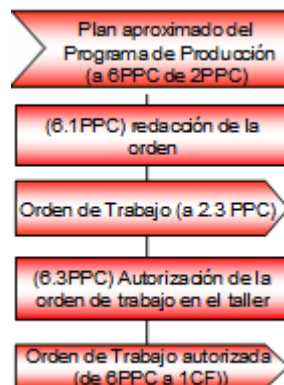 Plan aproximado del
Programa de Producción
(a 6PPC de 2PPC)
(6.1PPC) redacción de la
orden
Orden de Trabajo (a 2.3 PPC)
(6.3PPC) Autorización de la
orden de trabajo en el taller
Orden de Trabajo autorizada
(de 6PPC a 1CF))